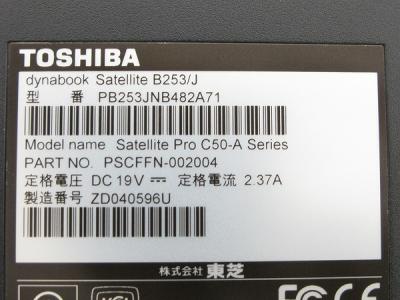 TOSHIBA
dynabook Satellite B253/J
型 番 PB253JNB482A71
Model name Satellite Pro C50-A Series
PART NO. PSCFFN-002004
定格電圧 DC 19V ⎓ 定格電流 2.37A
製造番号 ZD040596U
株式会社 東芝